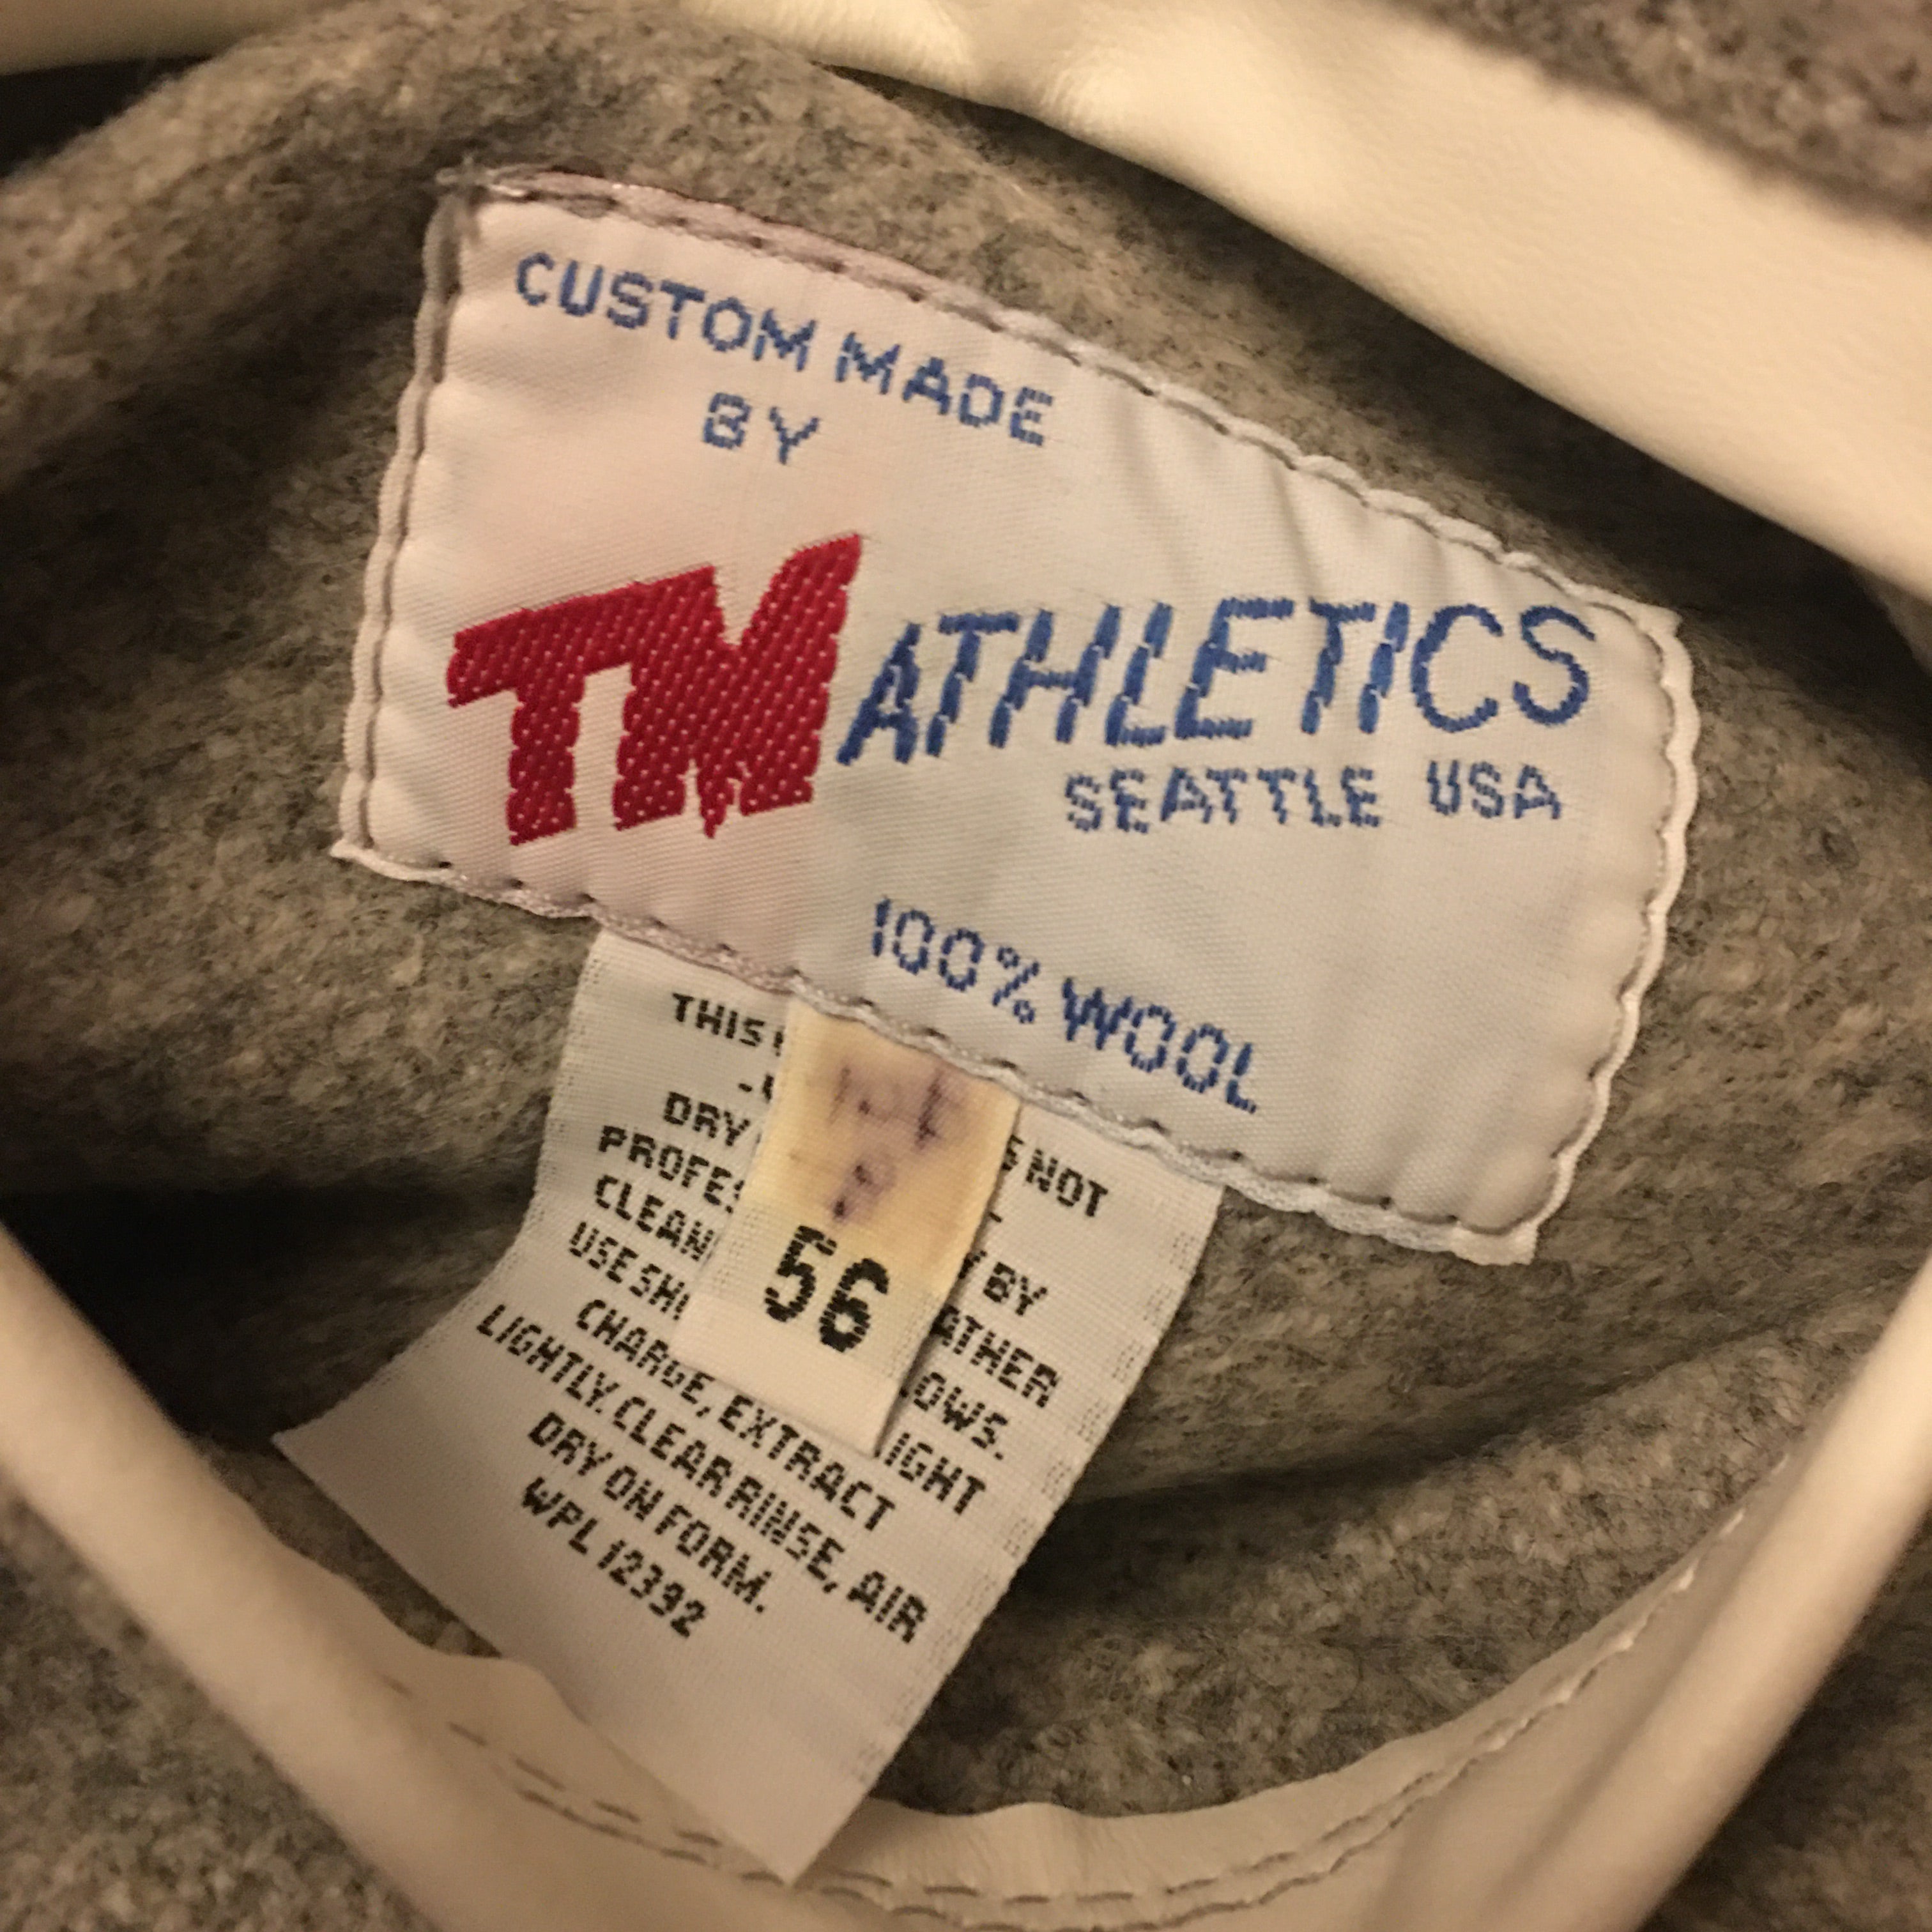 CUSTOM MADE
BY
TM ATHLETICS
SEATTLE USA
100% WOOL
THIS
56
NOT
DRY
BY
PROFES
ATHER
CLEAN
OWS.
USE SH
IGHT
CHARGE, EXTRACT
LIGHTLY. CLEAR RINSE, AIR
DRY ON FORM.
WPL 12392